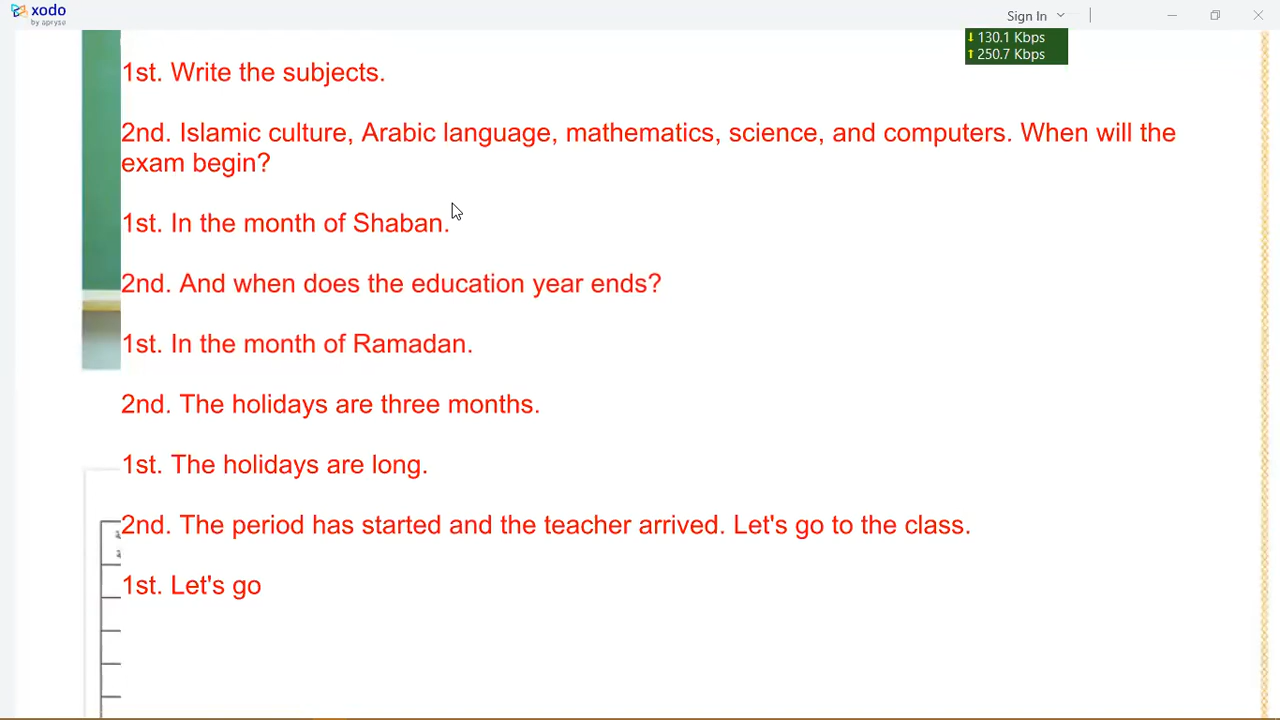 xodo
by apryse
Sign In
↓ 130.1 Kbps
↑ 250.7 Kbps
1st. Write the subjects.
2nd. Islamic culture, Arabic language, mathematics, science, and computers. When will the
exam begin?
1st. In the month of Shaban.
2nd. And when does the education year ends?
1st. In the month of Ramadan.
2nd. The holidays are three months.
1st. The holidays are long.
2nd. The period has started and the teacher arrived. Let's go to the class.
1st. Let's go